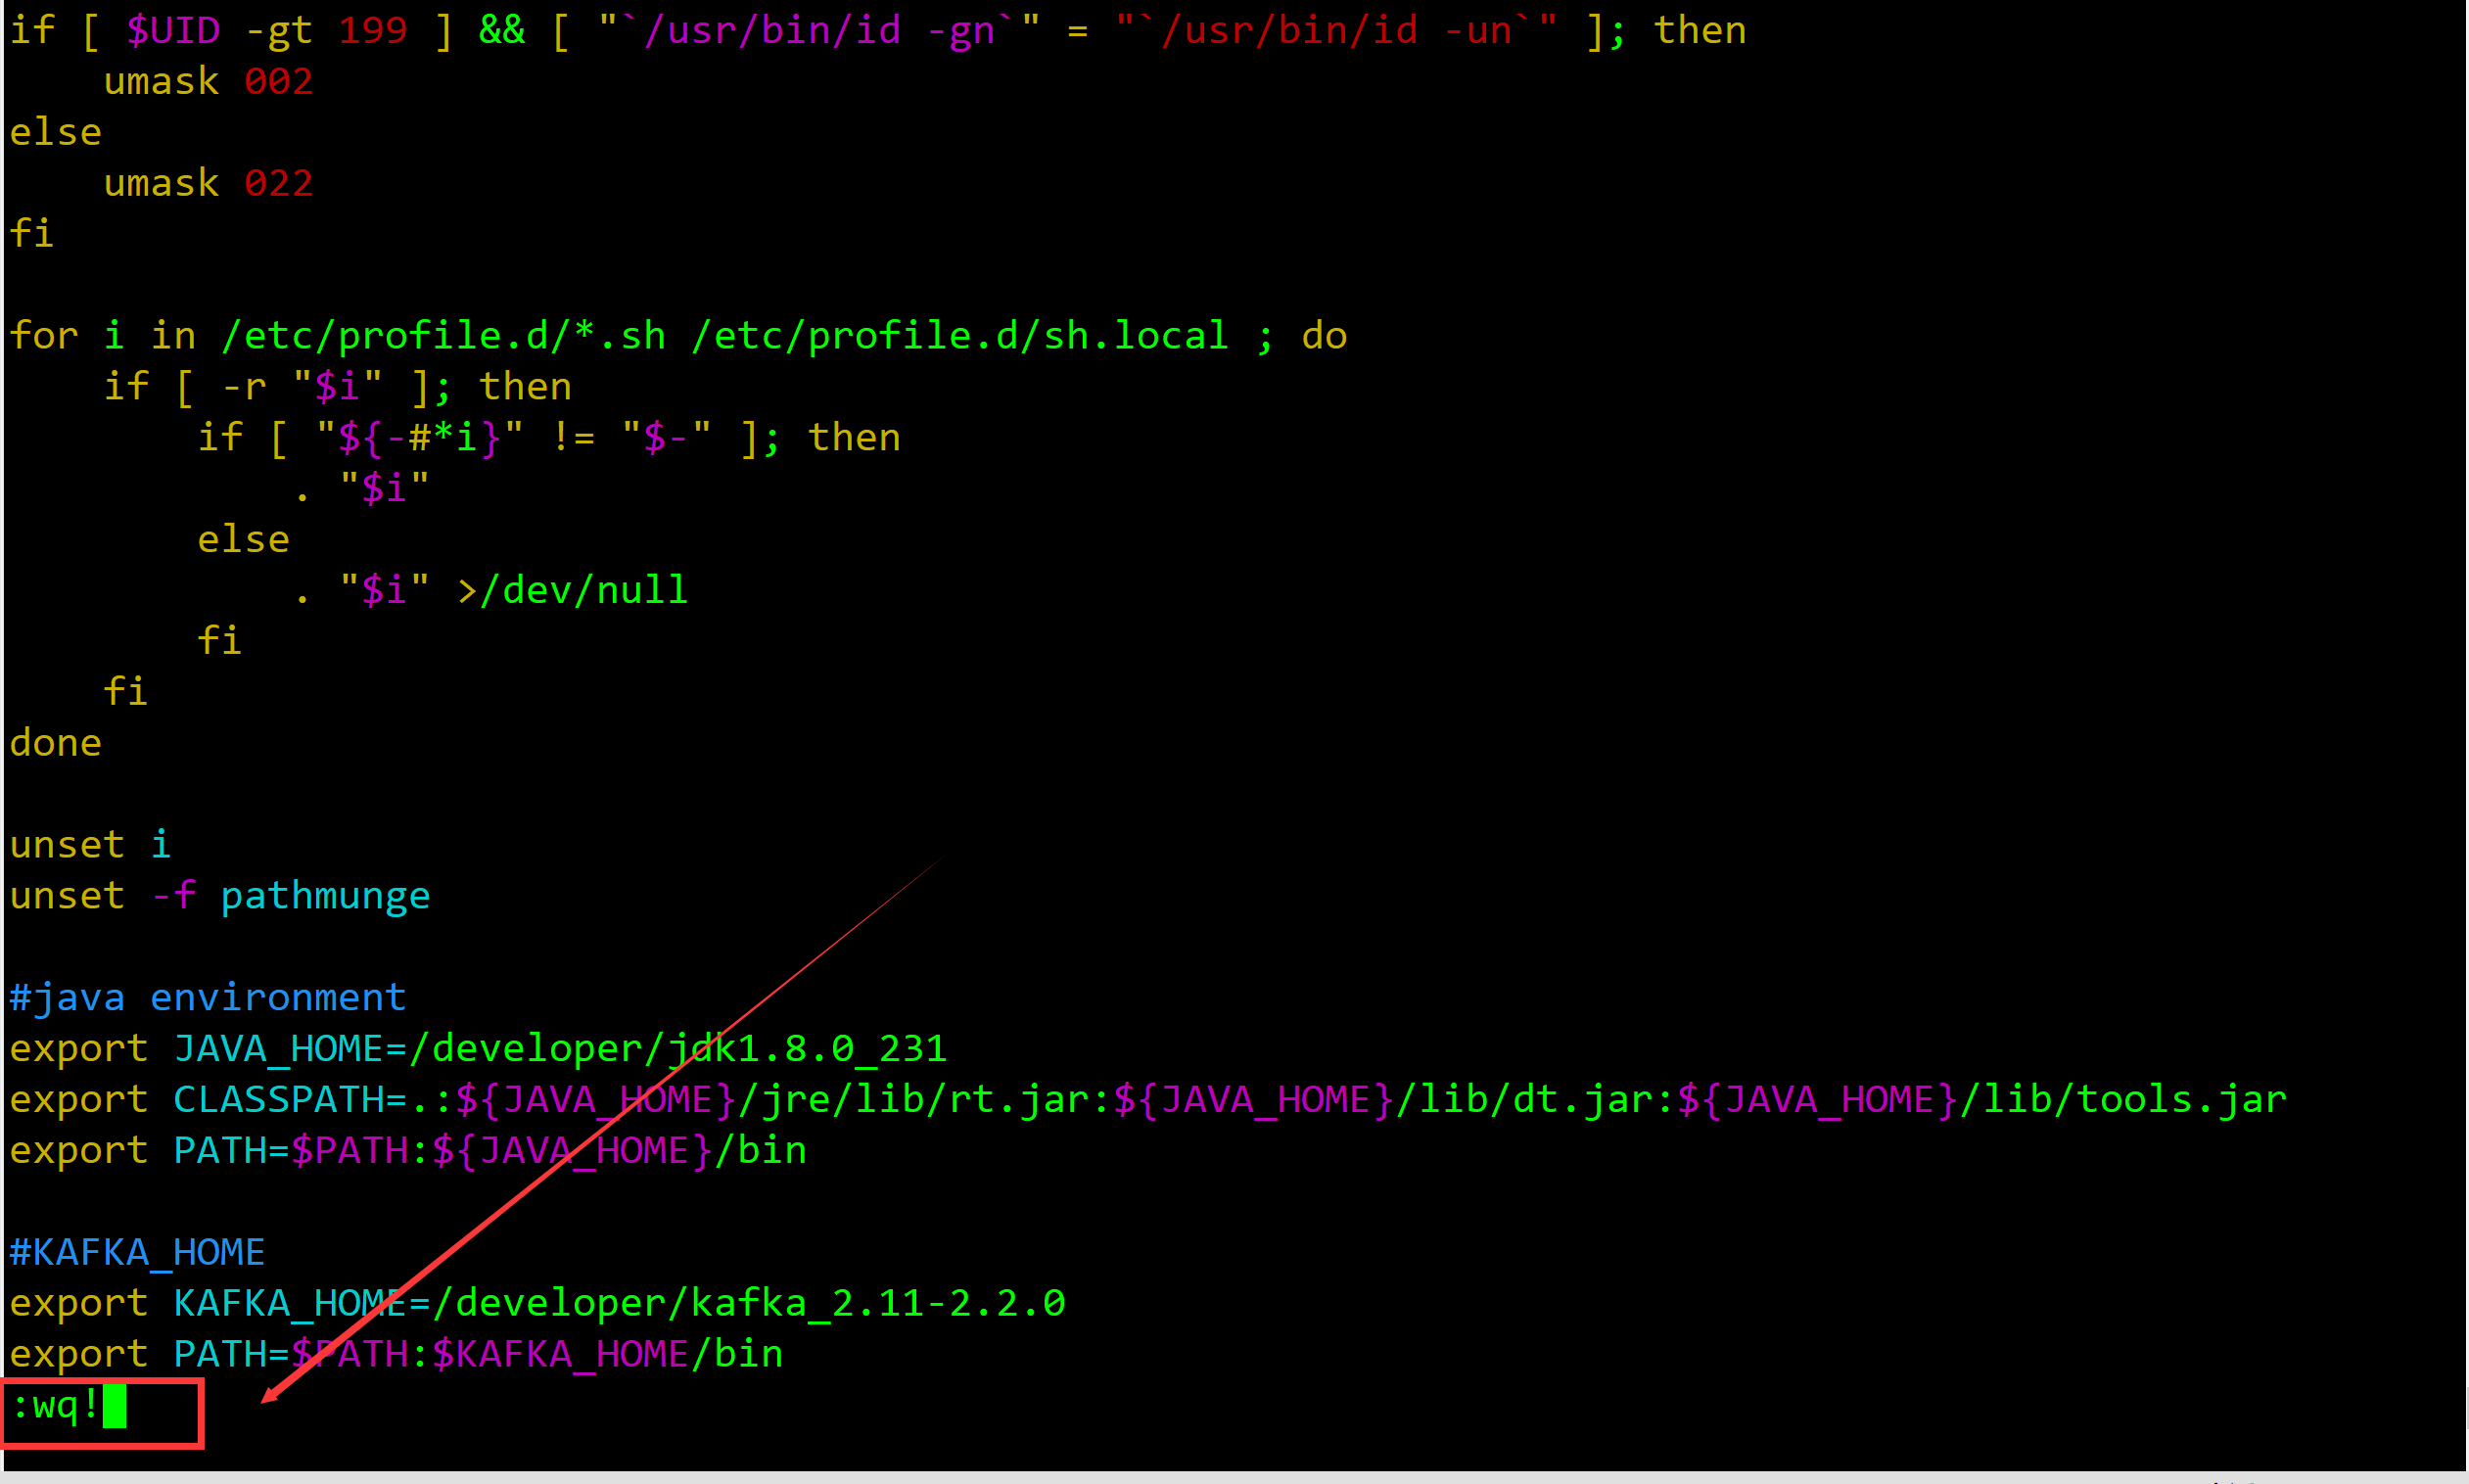 if [ $UID -gt 199 ] && [ "`/usr/bin/id -gn`" = "`/usr/bin/id -un`" ]; then
    umask 002
else
    umask 022
fi

for i in /etc/profile.d/*.sh /etc/profile.d/sh.local ; do
    if [ -r "$i" ]; then
        if [ "${-#*i}" != "$-" ]; then
            . "$i"
        else
            . "$i" >/dev/null
        fi
    fi
done

unset i
unset -f pathmunge

#java environment
export JAVA_HOME=/developer/jdk1.8.0_231
export CLASSPATH=.:${JAVA_HOME}/jre/lib/rt.jar:${JAVA_HOME}/lib/dt.jar:${JAVA_HOME}/lib/tools.jar
export PATH=$PATH:${JAVA_HOME}/bin

#KAFKA_HOME
export KAFKA_HOME=/developer/kafka_2.11-2.2.0
export PATH=$PATH:$KAFKA_HOME/bin
:wq!